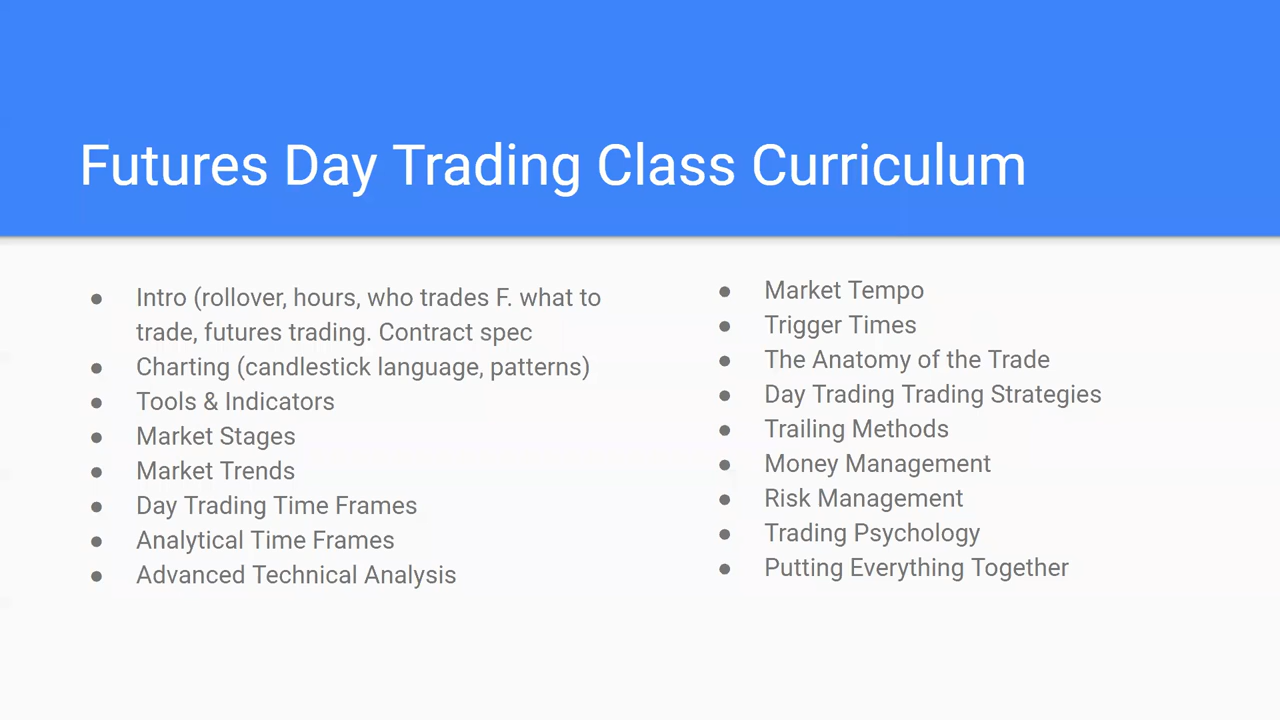 Futures Day Trading Class Curriculum
● Intro (rollover, hours, who trades F. what to
trade, futures trading. Contract spec
● Charting (candlestick language, patterns)
● Tools & Indicators
● Market Stages
● Market Trends
● Day Trading Time Frames
● Analytical Time Frames
● Advanced Technical Analysis
● Market Tempo
● Trigger Times
● The Anatomy of the Trade
● Day Trading Trading Strategies
● Trailing Methods
● Money Management
● Risk Management
● Trading Psychology
● Putting Everything Together